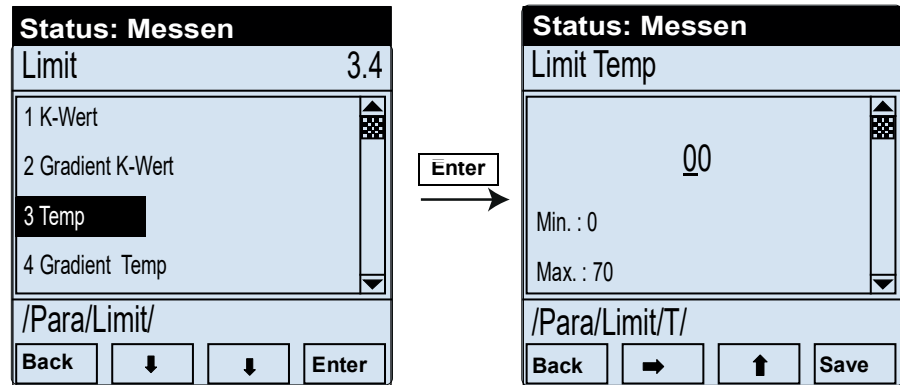 Status: Messen
Limit 3.4
1 K-Wert
2 Gradient K-Wert
3 Temp
4 Gradient Temp
/Para/Limit/
Back ⬇ ⬇ Enter
Enter
Status: Messen
Limit Temp
00
Min. : 0
Max. : 70
/Para/Limit/T/
Back ➡ ⬆ Save